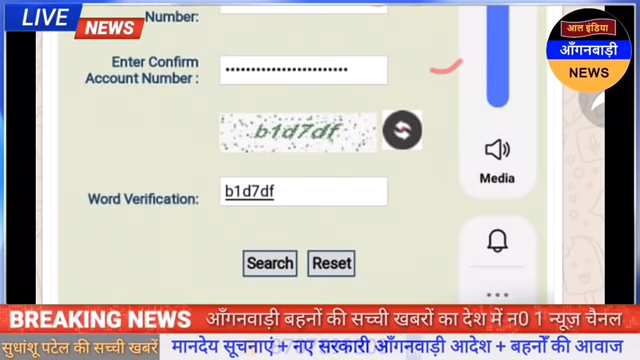 LIVE
NEWS
Number:
आल इंडिया
आँगनबाड़ी
NEWS
Enter Confirm
Account Number :
b1d7df
Media
Word Verification:
b1d7df
Search
Reset
BREAKING NEWS
आँगनवाड़ी बहनों की सच्ची खबरों का देश में न0 1 न्यूज़ चैनल
सुधांशू पटेल की सच्ची खबरें
मानदेय सूचनाएं + नए सरकारी आँगनवाड़ी आदेश + बहनोँ की आवाज